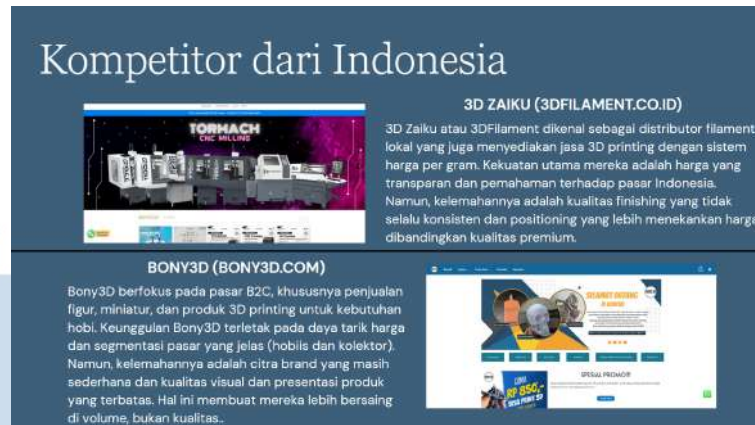 Kompetitor dari Indonesia
TORMACH
CNC MILLING
3D ZAIKU (3DFILAMENT.CO.ID)
3D Zaiku atau 3DFilament dikenal sebagai distributor filament
lokal yang juga menyediakan jasa 3D printing dengan sistem
harga per gram. Kekuatan utama mereka adalah harga yang
transparan dan pemahaman terhadap pasar Indonesia.
Namun, kelemahannya adalah kualitas finishing yang tidak
selalu konsisten dan positioning yang lebih menekankan harga
dibandingkan kualitas premium.
BONY3D (BONY3D.COM)
Bony3D berfokus pada pasar B2C, khususnya penjualan
figur, miniatur, dan produk 3D printing untuk kebutuhan
hobi. Keunggulan Bony3D terletak pada daya tarik harga
dan segmentasi pasar yang jelas (hobiis dan kolektor).
Namun, kelemahannya adalah citra brand yang masih
sederhana dan kualitas visual dan presentasi produk
yang terbatas. Hal ini membuat mereka lebih bersaing
di volume, bukan kualitas..
SELAMAT DATANG
SPESIAL PROMO!!!
RP 850,-